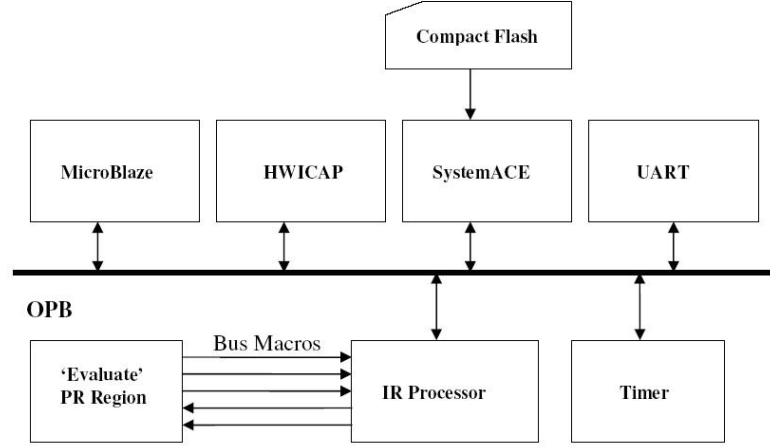 Compact Flash
MicroBlaze
HWICAP
SystemACE
UART
OPB
Bus Macros
‘Evaluate’
PR Region
IR Processor
Timer